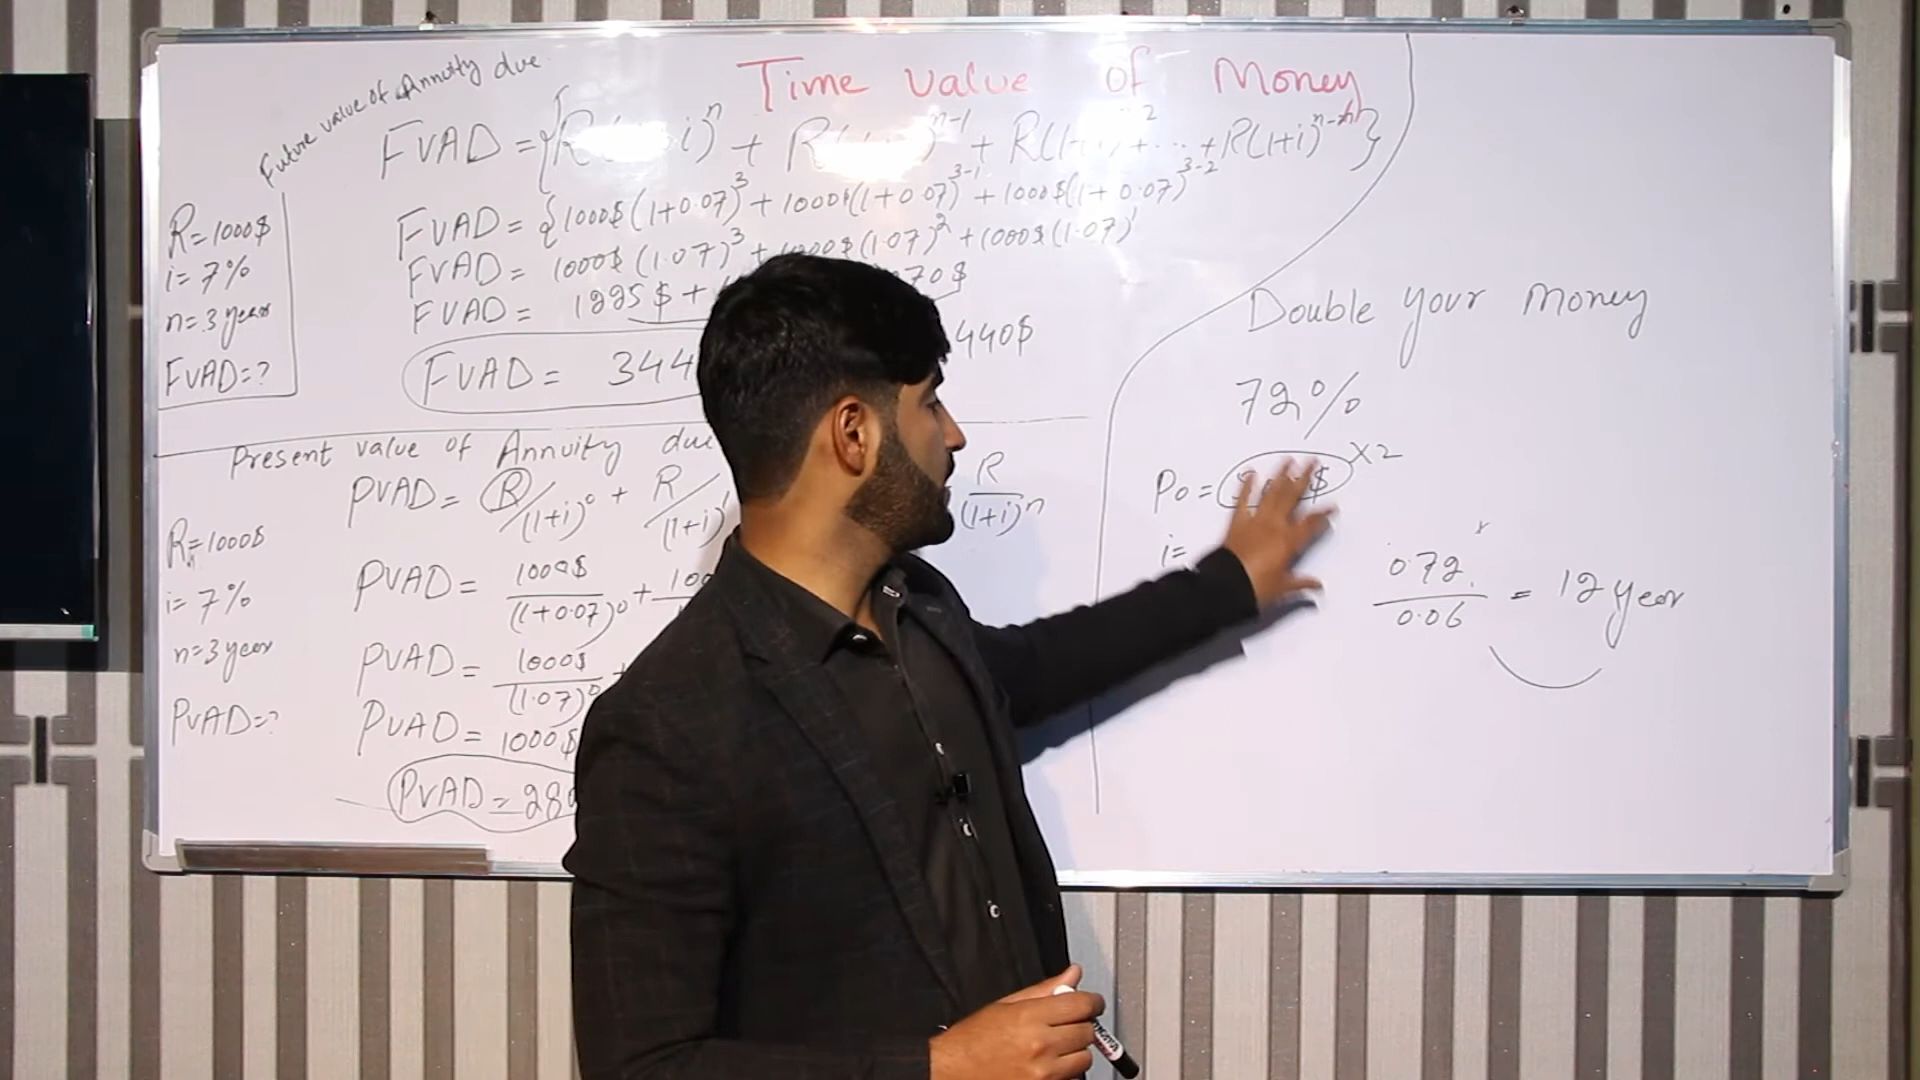 Time value of Money
Future value of Annuity due
FVAD = {R i)ⁿ + R ⁿ⁻¹ + R(1+ ² + ... + R(1+i)ⁿ⁻ⁿ}
R=1000$
i=7%
n=3 year
FVAD=?
FVAD = {1000$(1+0.07)³ + 1000$(1+0.07)³⁻¹ + 1000$(1+0.07)³⁻²
FVAD = 1000$(1.07)³ + 1000$(1.07)² + 1000$(1.07)¹
FVAD = 1225$ + 70$
FVAD = 344 440$
Present value of Annuity due
PVAD = R/(1+i)⁰ + R/(1+i)¹ R/(1+i)ⁿ
R=1000$
i=7%
n=3 year
PVAD=?
PVAD = 1000$/(1+0.07)⁰ + 100
PVAD = 1000$/(1.07)⁰ +
PVAD = 1000$
PVAD = 28
Double your money
72%
P0 = $ X2
i=
0.72/0.06 = 12 year